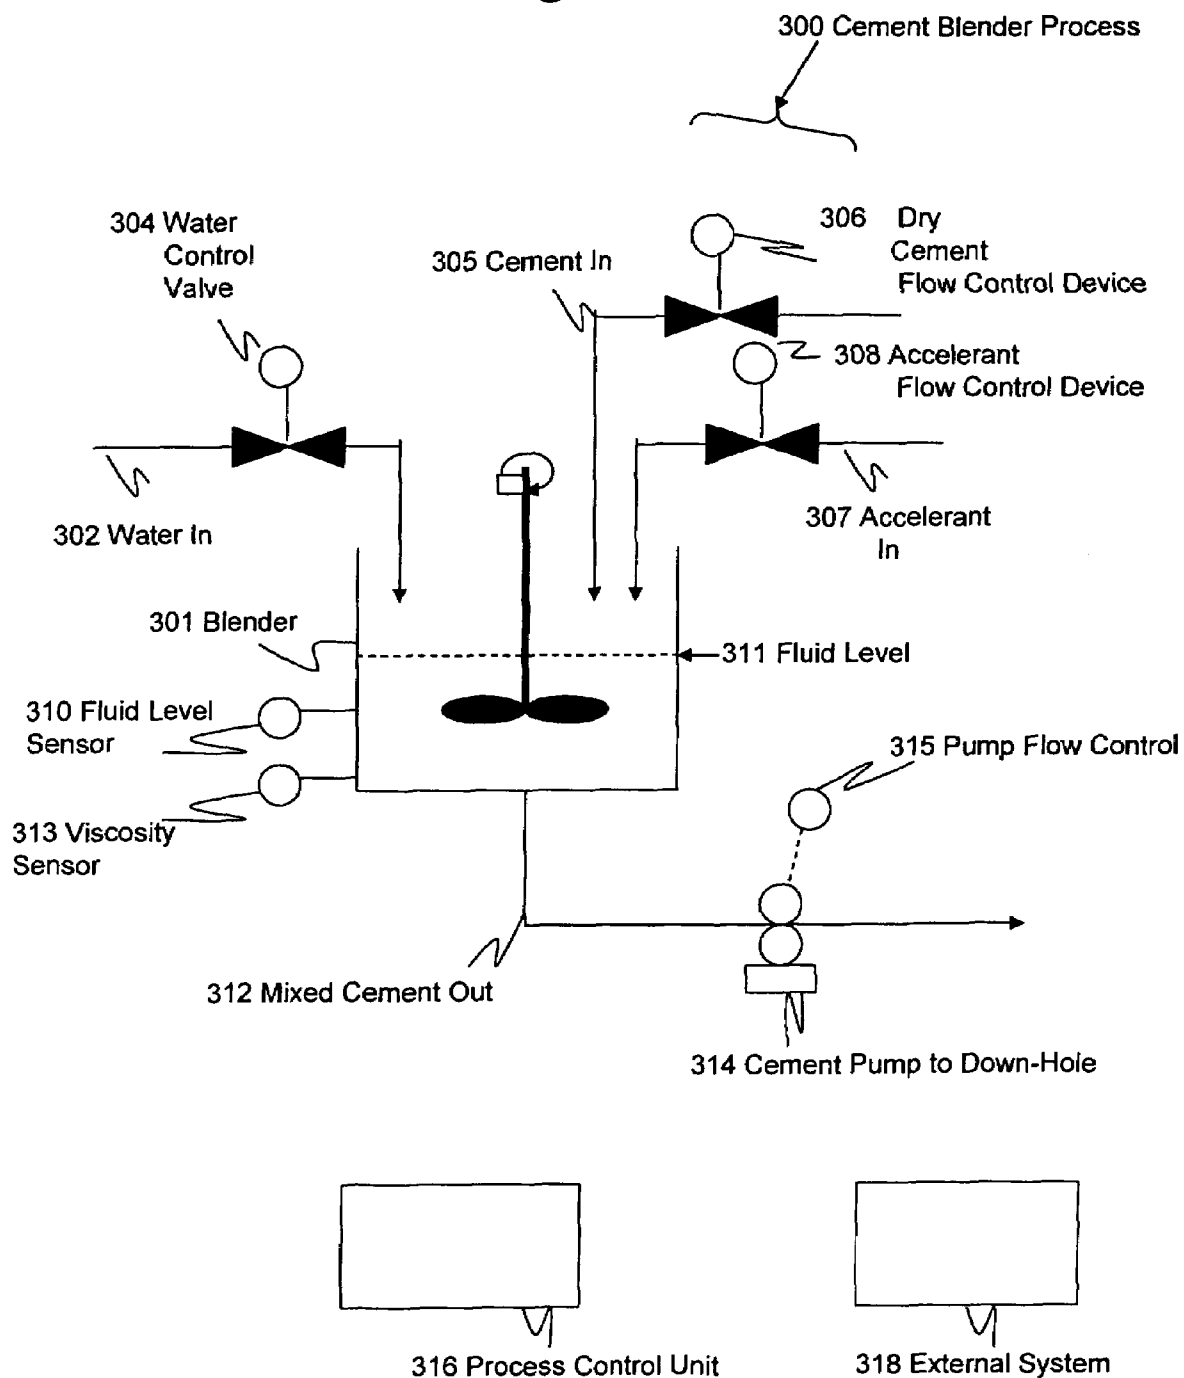 300 Cement Blender Process
304 Water
Control
Valve
305 Cement In
306 Dry
Cement
Flow Control Device
308 Accelerant
Flow Control Device
302 Water In
307 Accelerant
In
301 Blender
311 Fluid Level
310 Fluid Level
Sensor
315 Pump Flow Control
313 Viscosity
Sensor
312 Mixed Cement Out
314 Cement Pump to Down-Hole
316 Process Control Unit
318 External System